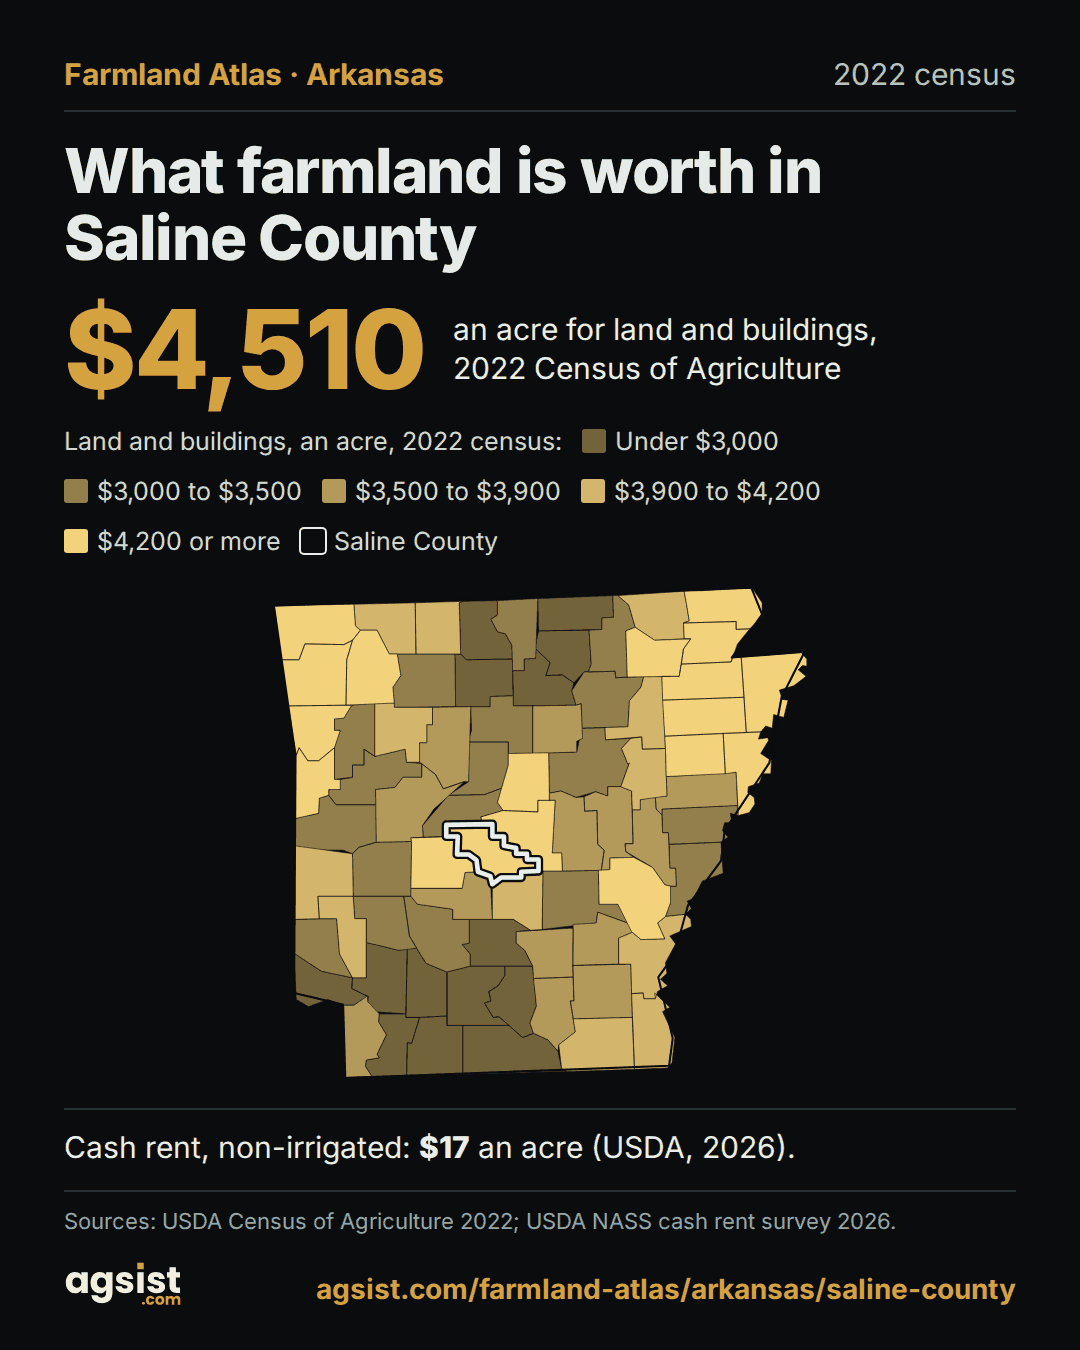 Farmland Atlas · Arkansas
2022 census
What farmland is worth in
Saline County
$4,510
an acre for land and buildings,
2022 Census of Agriculture
Land and buildings, an acre, 2022 census: Under $3,000
$3,000 to $3,500 $3,500 to $3,900 $3,900 to $4,200
$4,200 or more Saline County
Cash rent, non-irrigated: $17 an acre (USDA, 2026).
Sources: USDA Census of Agriculture 2022; USDA NASS cash rent survey 2026.
agsist
.com
agsist.com/farmland-atlas/arkansas/saline-county